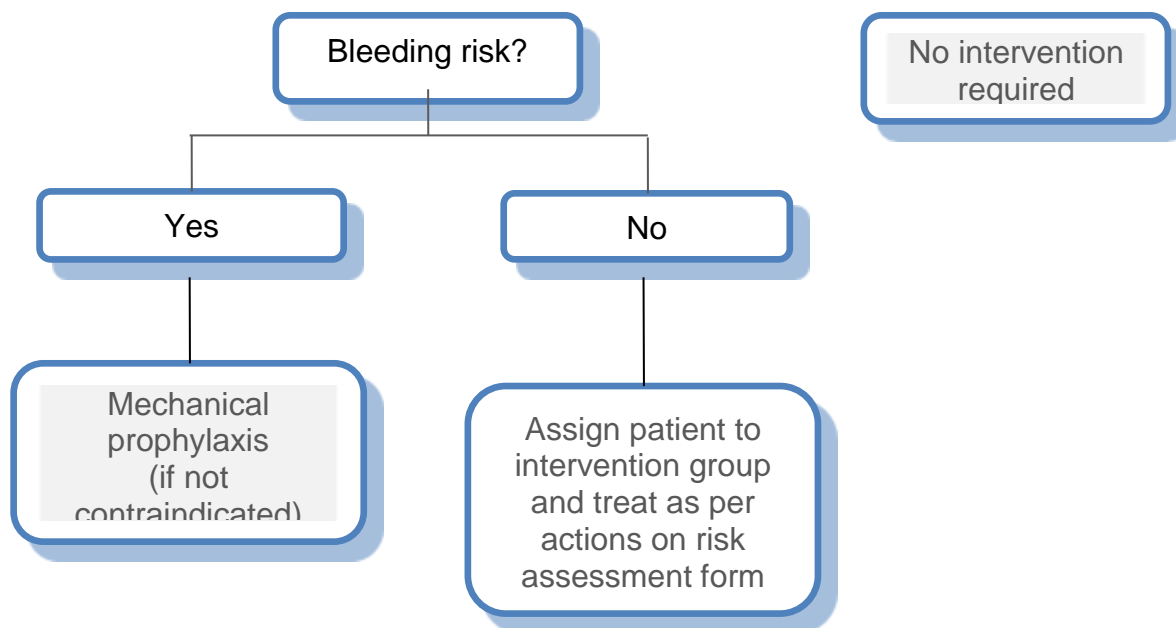 Bleeding risk?
No intervention
required
Yes
No
Mechanical
prophylaxis
(if not
contraindicated)
Assign patient to
intervention group
and treat as per
actions on risk
assessment form